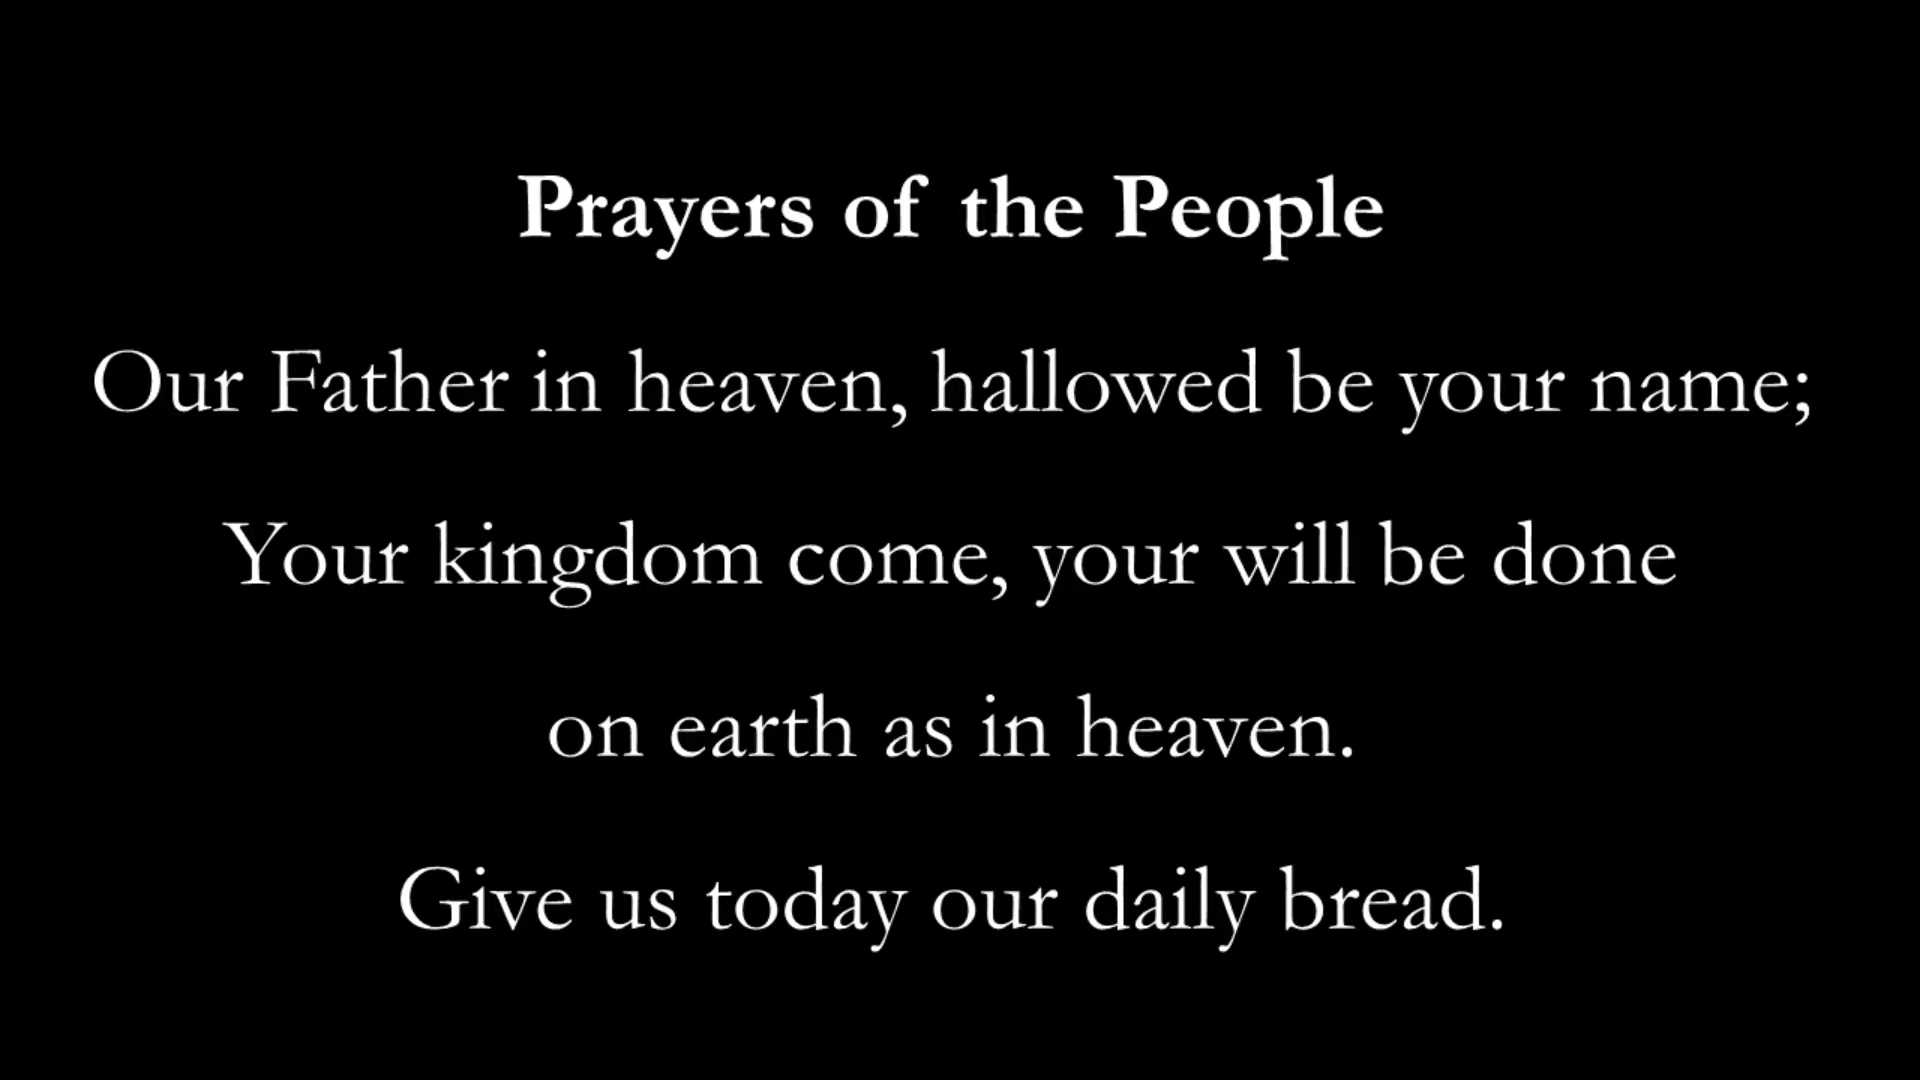 Prayers of the People
Our Father in heaven, hallowed be your name;
Your kingdom come, your will be done
on earth as in heaven.
Give us today our daily bread.